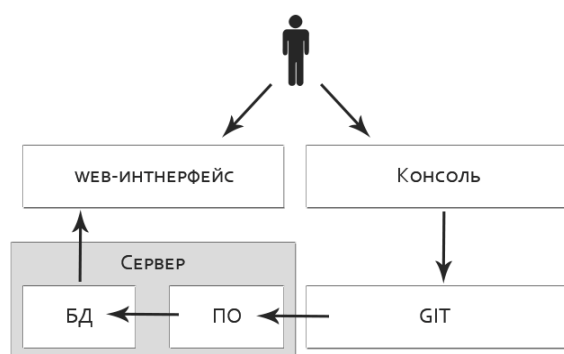 WEB-ИНТНЕРФЕЙС
КОНСОЛЬ
СЕРВЕР
БД
ПО
GIT